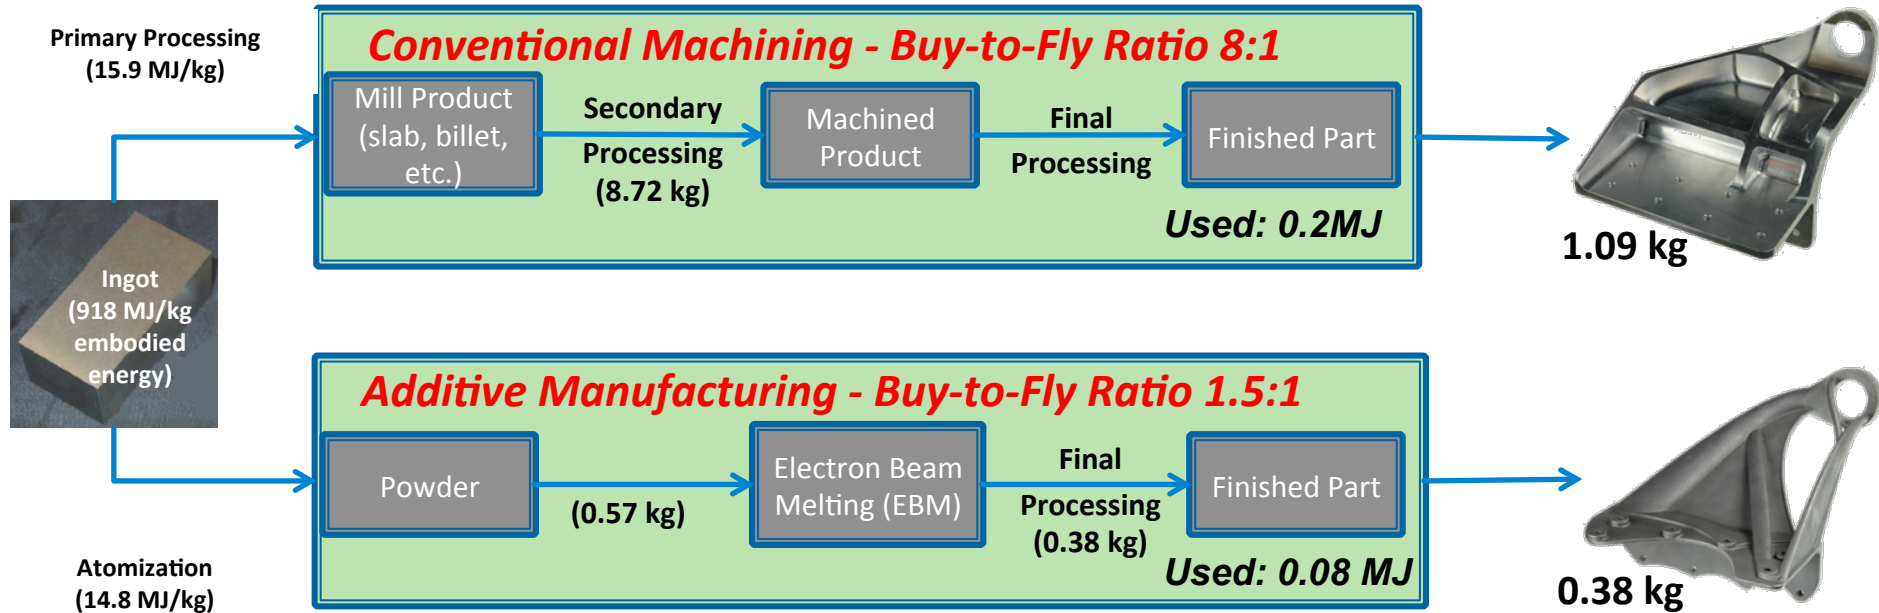 Primary Processing
(15.9 MJ/kg)
Conventional Machining - Buy-to-Fly Ratio 8:1
Mill Product
(slab, billet,
etc.)
Secondary
Processing
(8.72 kg)
Machined
Product
Final
Processing
Finished Part
Used: 0.2MJ
1.09 kg
Ingot
(918 MJ/kg
embodied
energy)
Additive Manufacturing - Buy-to-Fly Ratio 1.5:1
Powder
(0.57 kg)
Electron Beam
Melting (EBM)
Final
Processing
(0.38 kg)
Finished Part
Used: 0.08 MJ
0.38 kg
Atomization
(14.8 MJ/kg)